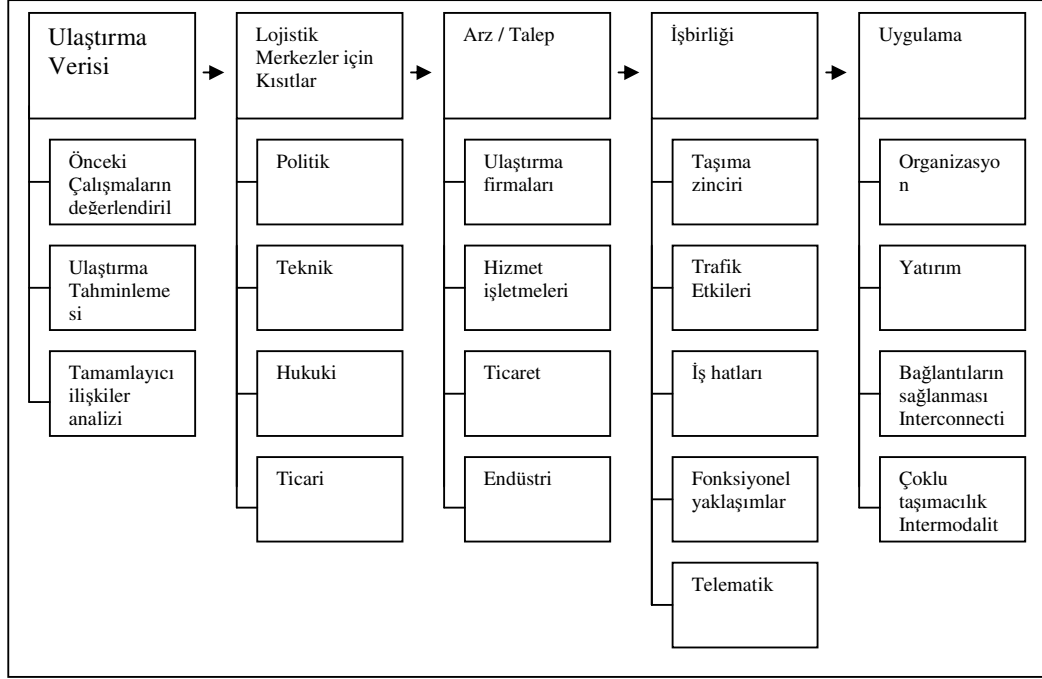 Ulaştırma
Verisi
Önceki
Çalışmaların
değerlendiril
Ulaştırma
Tahminleme
si
Tamamlayıcı
ilişkiler
analizi
Lojistik
Merkezler için
Kısıtlar
Politik
Teknik
Hukuki
Ticari
Arz / Talep
Ulaştırma
firmaları
Hizmet
işletmeleri
Ticaret
Endüstri
İşbirliği
Taşıma
zinciri
Trafik
Etkileri
İş hatları
Fonksiyonel
yaklaşımlar
Telematik
Uygulama
Organizasyo
n
Yatırım
Bağlantıların
sağlanması
Interconnecti
Çoklu
taşımacılık
Intermodalit